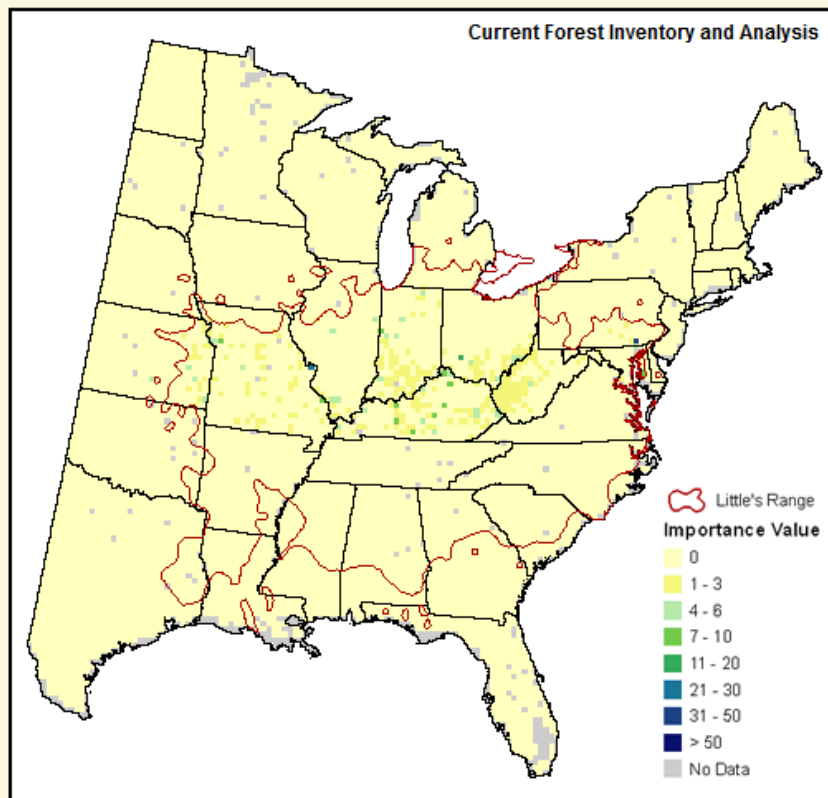 Current Forest Inventory and Analysis
Little's Range
Importance Value
0
1 - 3
4 - 6
7 - 10
11 - 20
21 - 30
31 - 50
> 50
No Data